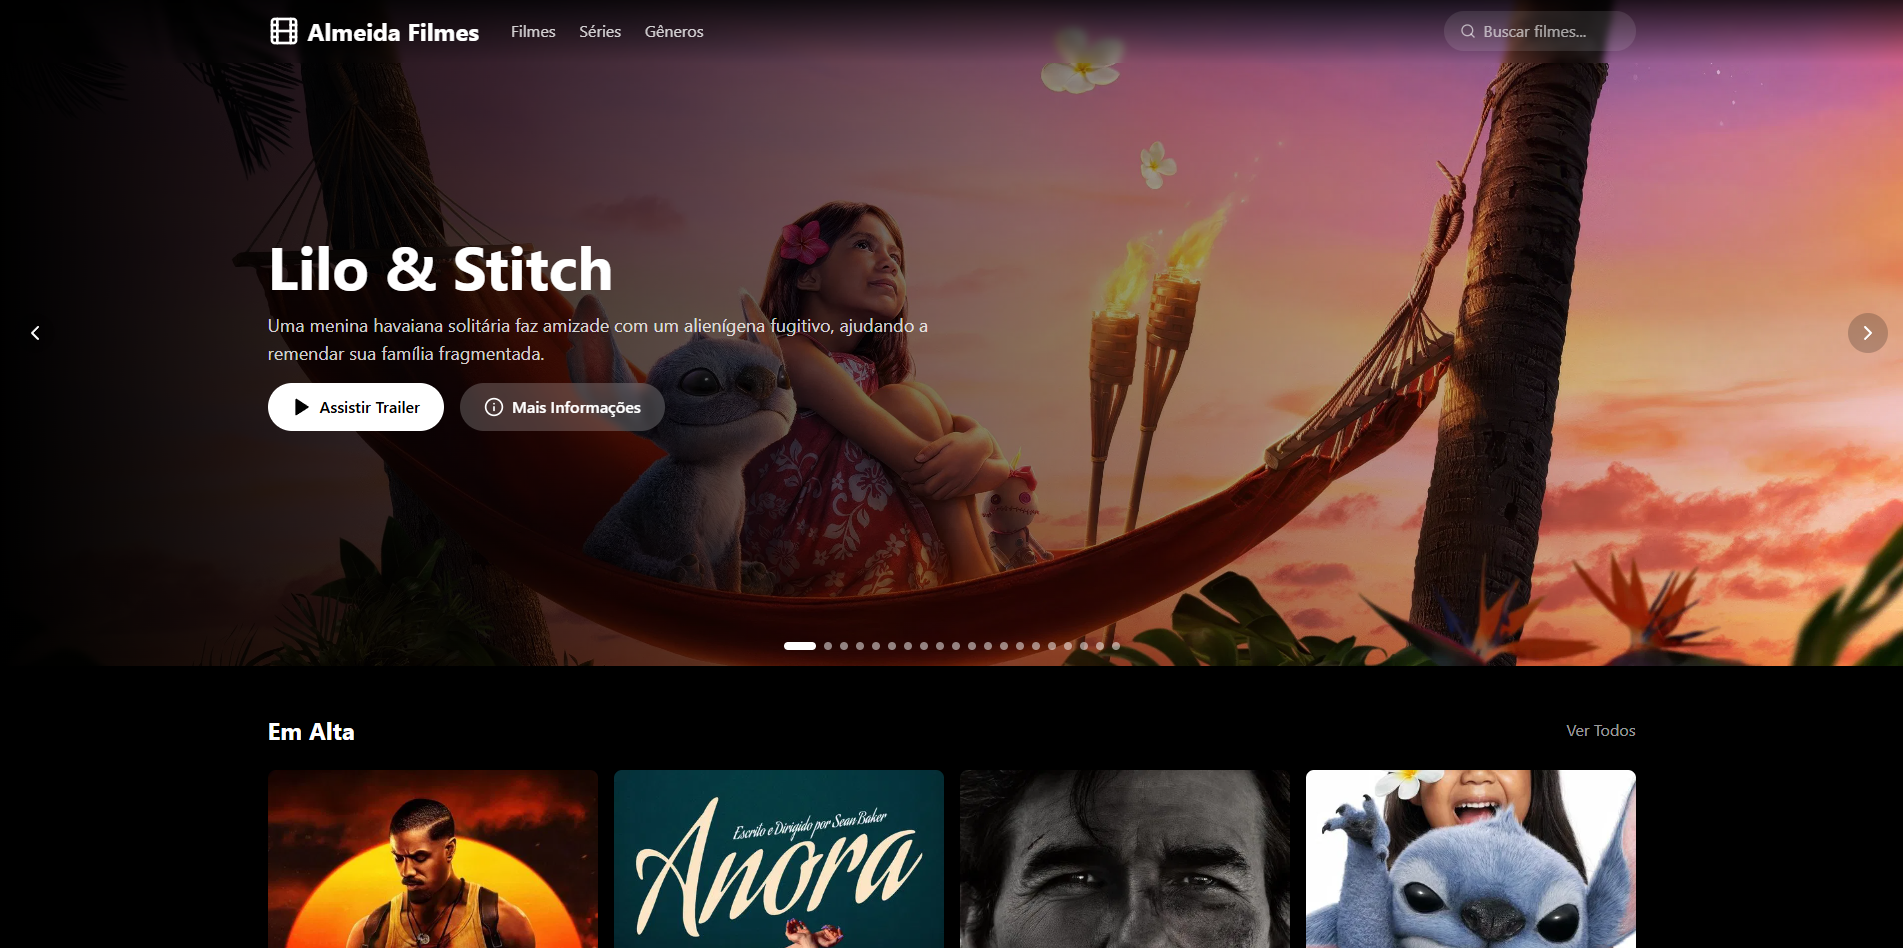 Almeida Filmes
Filmes
Séries
Gêneros
Buscar filmes...
Lilo & Stitch
Uma menina havaiana solitária faz amizade com um alienígena fugitivo, ajudando a
remendar sua família fragmentada.
Assistir Trailer
Mais Informações
Em Alta
Ver Todos
Escrito e Dirigido por Sean Baker
Anora